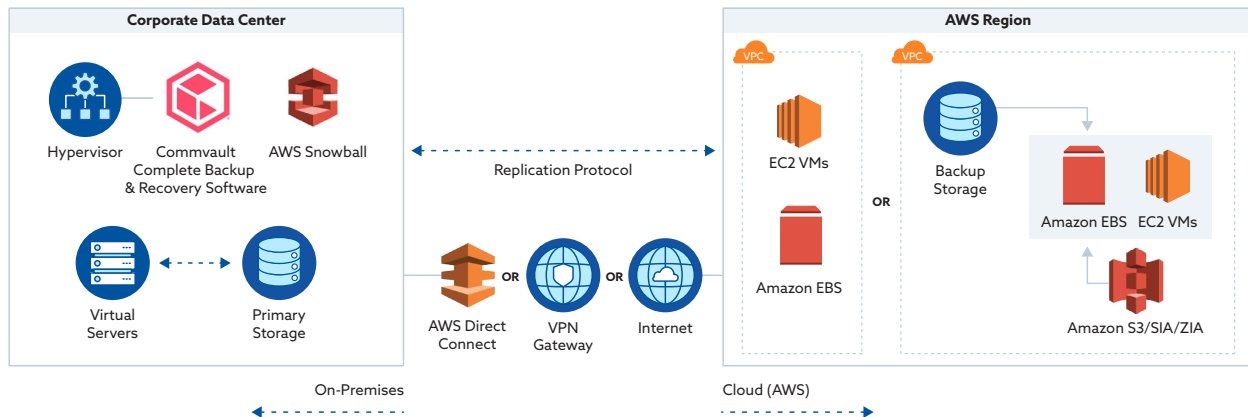 Corporate Data Center
Hypervisor
Commvault
Complete Backup
& Recovery Software
AWS Snowball
Virtual
Servers
Primary
Storage
Replication Protocol
AWS Direct
Connect
OR
VPN
Gateway
OR
Internet
AWS Region
VPC
EC2 VMs
Amazon EBS
OR
VPC
Backup
Storage
Amazon EBS
EC2 VMs
Amazon S3/SIA/ZIA
On-Premises
Cloud (AWS)